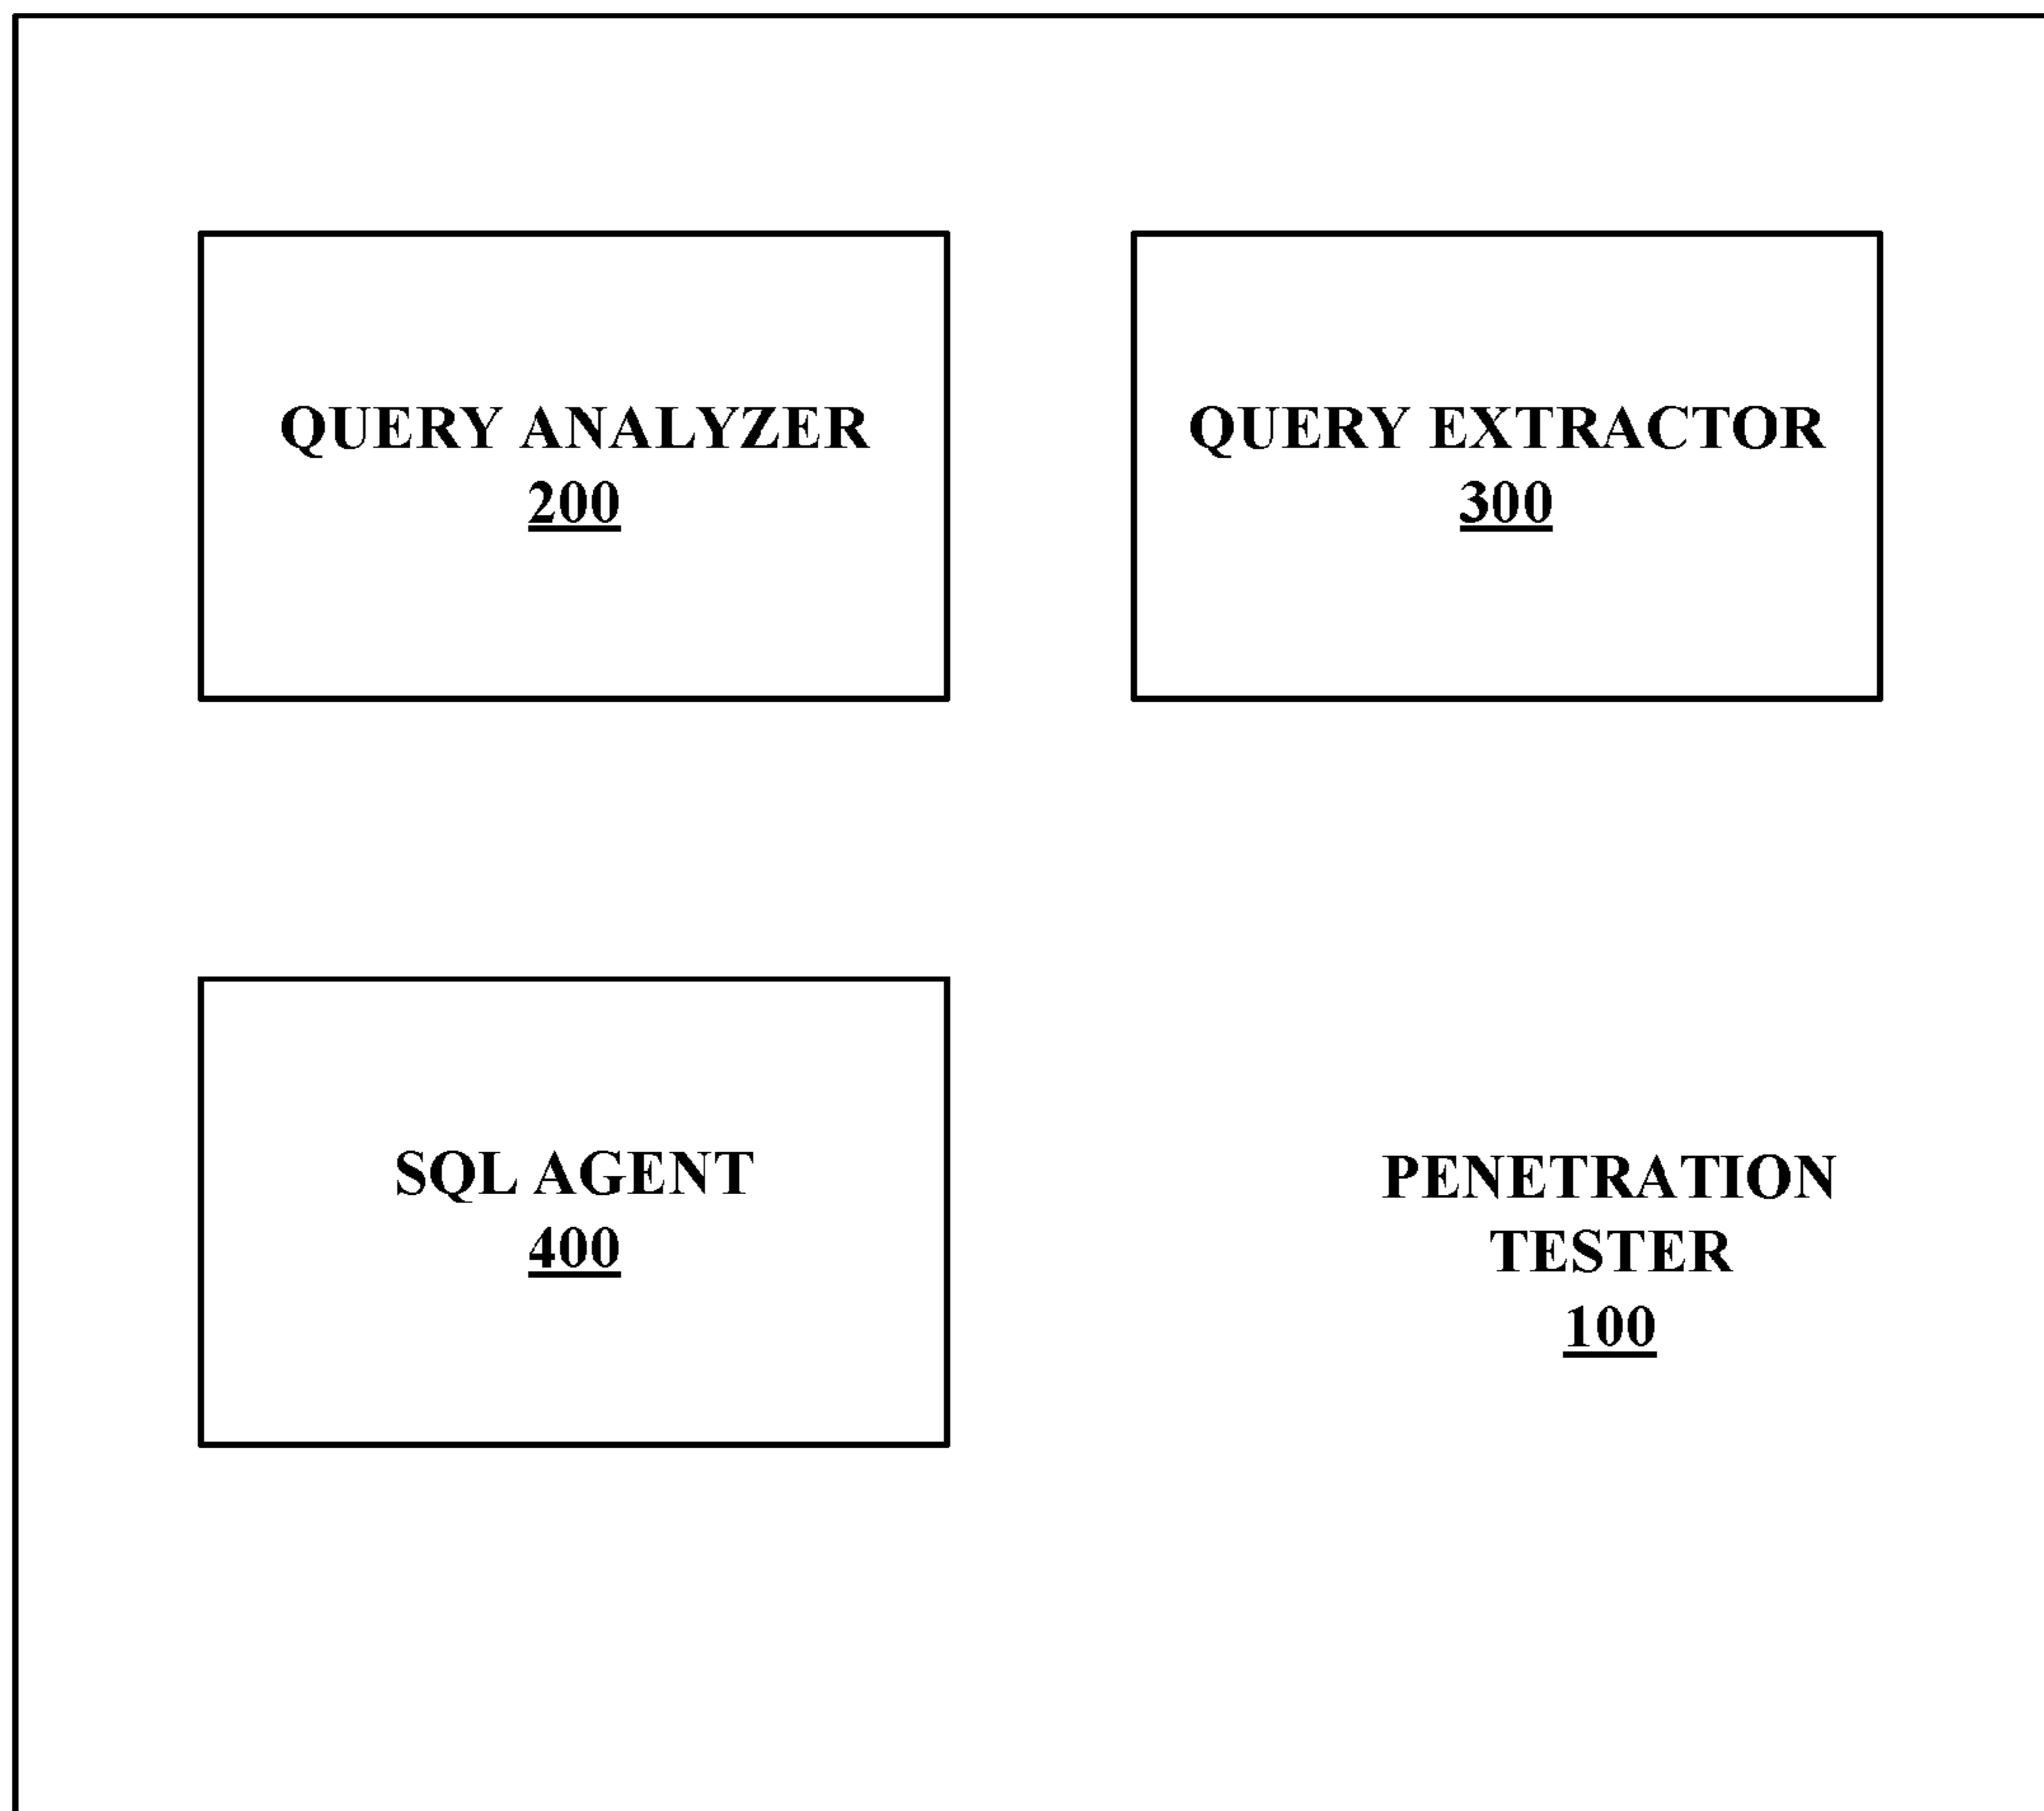 QUERY ANALYZER
200
QUERY EXTRACTOR
300
SQL AGENT
400
PENETRATION
TESTER
100